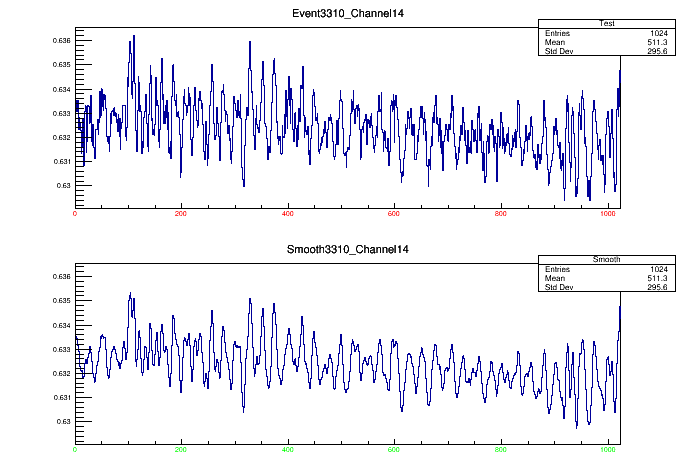 Event3310_Channel14
Test
Entries 1024
Mean 511.3
Std Dev 295.6
0.636
0.635
0.634
0.633
0.632
0.631
0.63
0 200 400 600 800 1000
Smooth3310_Channel14
Smooth
Entries 1024
Mean 511.3
Std Dev 295.6
0.636
0.635
0.634
0.633
0.632
0.631
0.63
0 200 400 600 800 1000